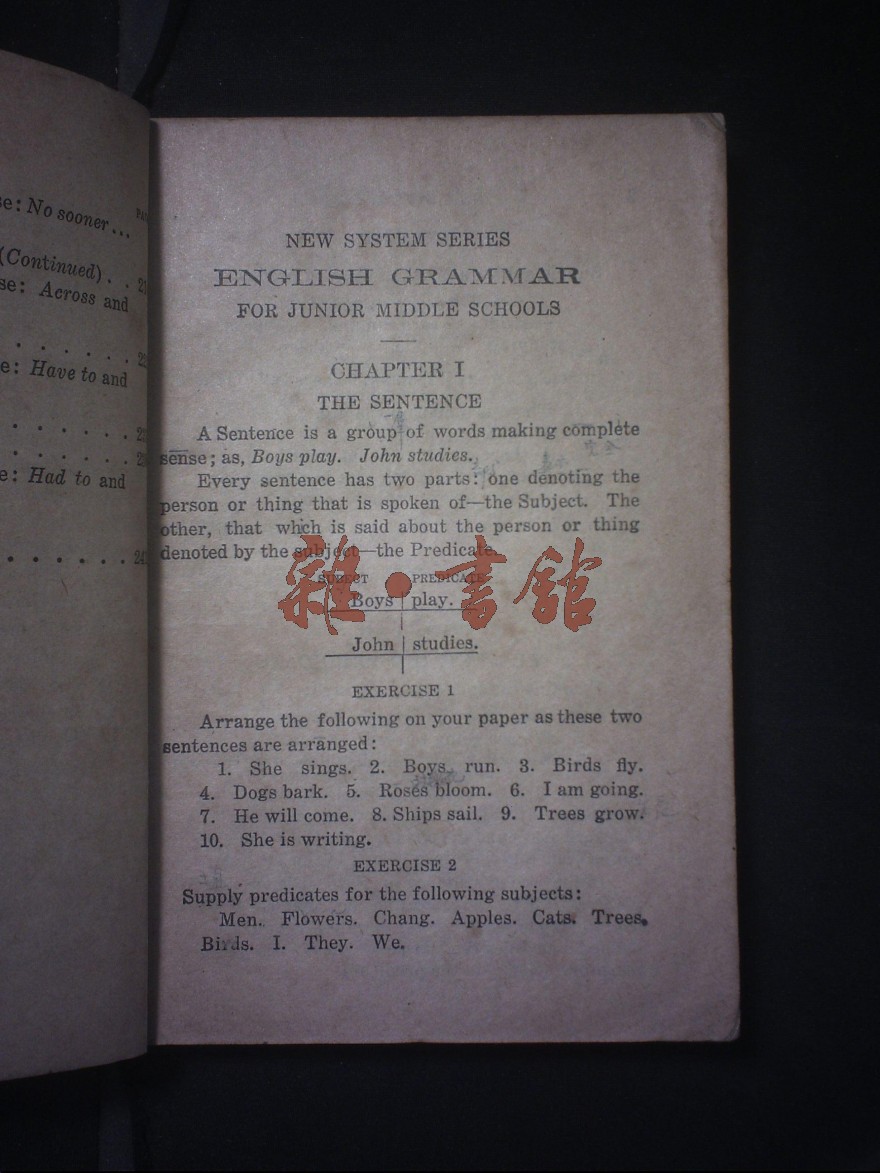 se: No sooner ...
(Continued) . . 21
se: Across and
e: Have to and
e: Had to and
NEW SYSTEM SERIES
ENGLISH GRAMMAR
FOR JUNIOR MIDDLE SCHOOLS
CHAPTER I
THE SENTENCE
A Sentence is a group of words making complete
sense; as, Boys play. John studies.
Every sentence has two parts: one denoting the
person or thing that is spoken of—the Subject. The
other, that which is said about the person or thing
denoted by the subject—the Predicate.
SUBJECT PREDICATE
雜·書館
Boys play.
John studies.
EXERCISE 1
Arrange the following on your paper as these two
sentences are arranged:
1. She sings. 2. Boys run. 3. Birds fly.
4. Dogs bark. 5. Roses bloom. 6. I am going.
7. He will come. 8. Ships sail. 9. Trees grow.
10. She is writing.
EXERCISE 2
Supply predicates for the following subjects:
Men. Flowers. Chang. Apples. Cats. Trees.
Birds. I. They. We.